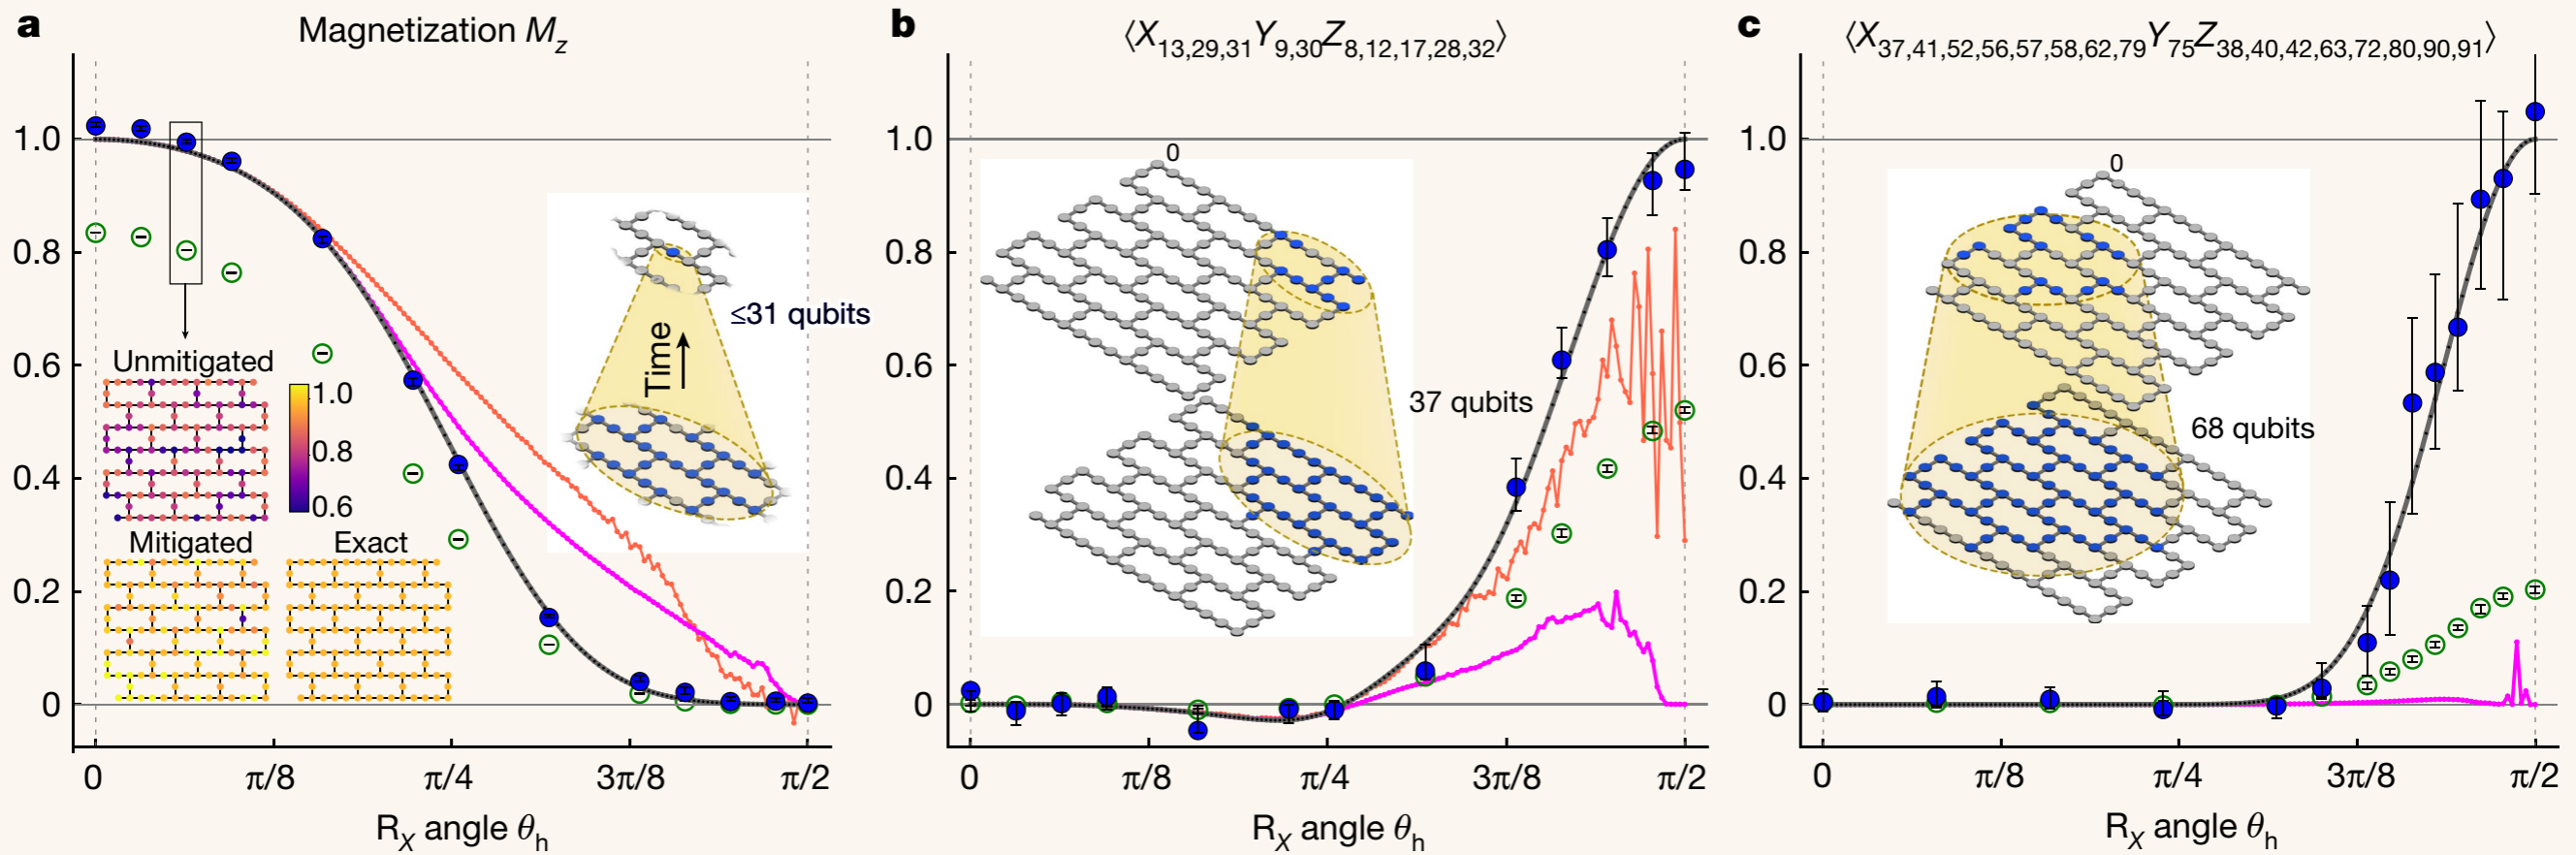 a
Magnetization M_z
1.0
0.8
0.6
0.4
0.2
0
Unmitigated
1.0
0.8
0.6
Mitigated
Exact
Time
≤31 qubits
0
π/8
π/4
3π/8
π/2
R_X angle θ_h
b
⟨X_13,29,31 Y_9,30 Z_8,12,17,28,32⟩
1.0
0.8
0.6
0.4
0.2
0
0
37 qubits
0
π/8
π/4
3π/8
π/2
R_X angle θ_h
c
⟨X_37,41,52,56,57,58,62,79 Y_75 Z_38,40,42,63,72,80,90,91⟩
1.0
0.8
0.6
0.4
0.2
0
0
68 qubits
0
π/8
π/4
3π/8
π/2
R_X angle θ_h